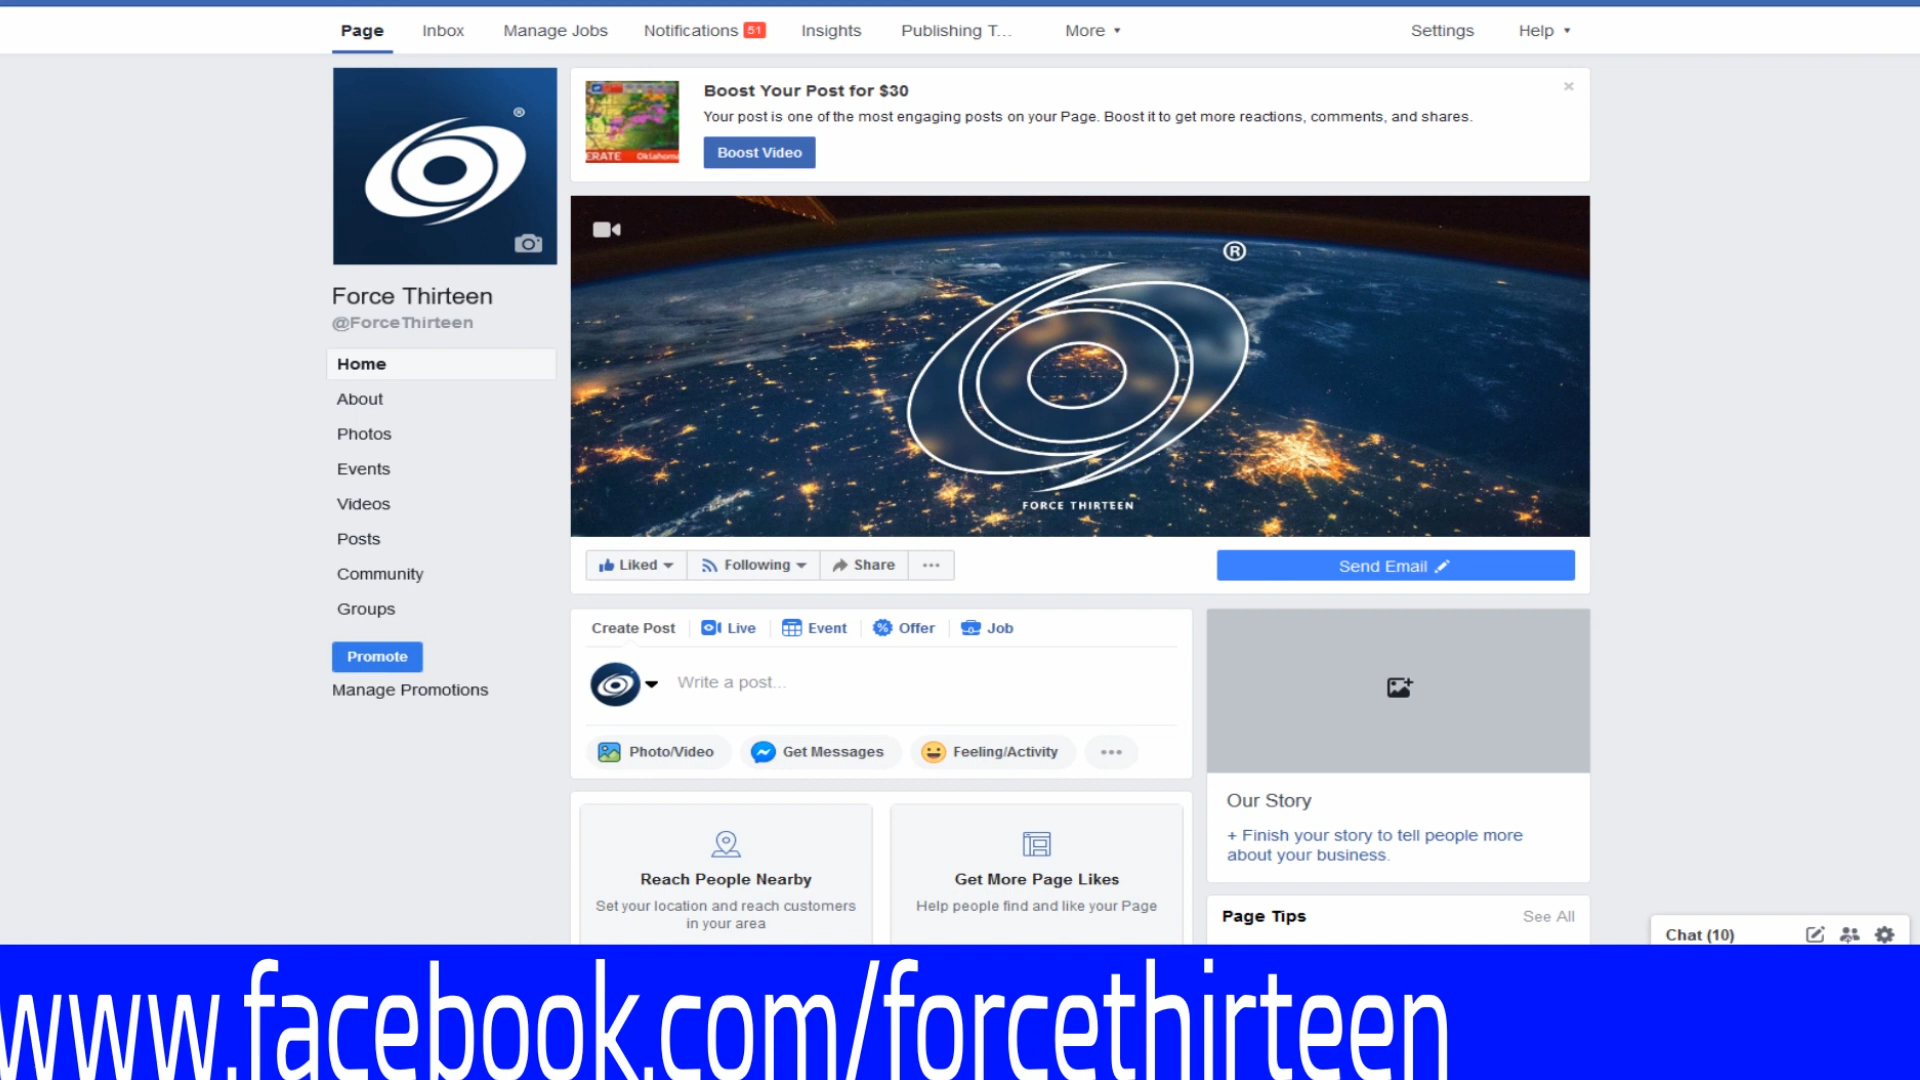 Page Inbox Manage Jobs Notifications 51 Insights Publishing T... More Settings Help
Boost Your Post for $30
Your post is one of the most engaging posts on your Page. Boost it to get more reactions, comments, and shares.
ERATE Oklahoma
Boost Video
®
®
FORCE THIRTEEN
Force Thirteen
@ForceThirteen
Home
About
Photos
Events
Videos
Posts
Community
Groups
Promote
Manage Promotions
Liked Following Share ... Send Email
Create Post Live Event Offer Job
Write a post...
Photo/Video Get Messages Feeling/Activity ...
Reach People Nearby
Set your location and reach customers
in your area
Get More Page Likes
Help people find and like your Page
Our Story
+ Finish your story to tell people more
about your business.
Page Tips See All
Chat (10)
www.facebook.com/forcethirteen